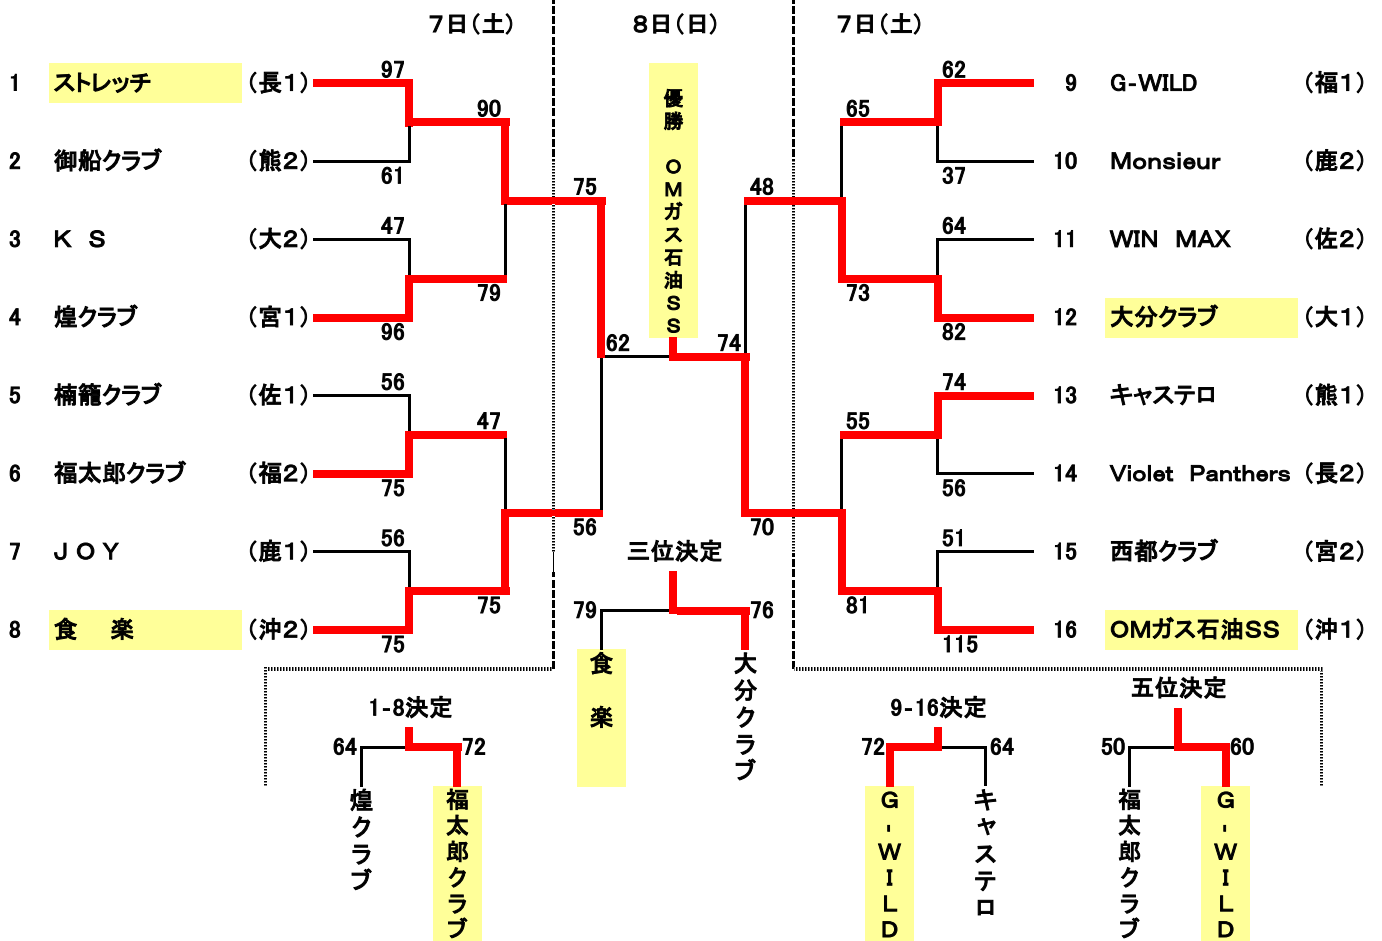 7日(土) 8日(日) 7日(土)
1 ストレッチ (長1) 97 62 9 G-WILD (福1)
90 65
2 御船クラブ (熊2) 61 37 10 Monsieur (鹿2)
優勝 OMガス石油SS
75 48
3 K S (大2) 47 64 11 WIN MAX (佐2)
79 73
4 煌クラブ (宮1) 96 82 12 大分クラブ (大1)
62 74
5 楠籠クラブ (佐1) 56 74 13 キャステロ (熊1)
47 55
6 福太郎クラブ (福2) 75 56 14 Violet Panthers (長2)
56 70
7 JOY (鹿1) 56 51 15 西都クラブ (宮2)
75 81
8 食 楽 (沖2) 75 115 16 OMガス石油SS (沖1)
三位決定
79 76
食 楽
大分クラブ
1-8決定
64 72
煌クラブ
福太郎クラブ
9-16決定
72 64
G-WILD
キャステロ
五位決定
50 60
福太郎クラブ
G-WILD